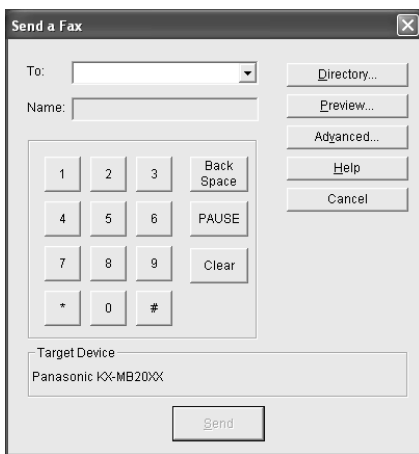 Send a Fax
To:
Name:
Directory...
Preview...
Advanced...
Help
Cancel
1 2 3 Back Space
4 5 6 PAUSE
7 8 9 Clear
* 0 #
Target Device
Panasonic KX-MB20XX
Send